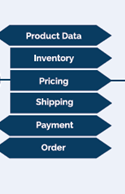 Product Data
Inventory
Pricing
Shipping
Payment
Order